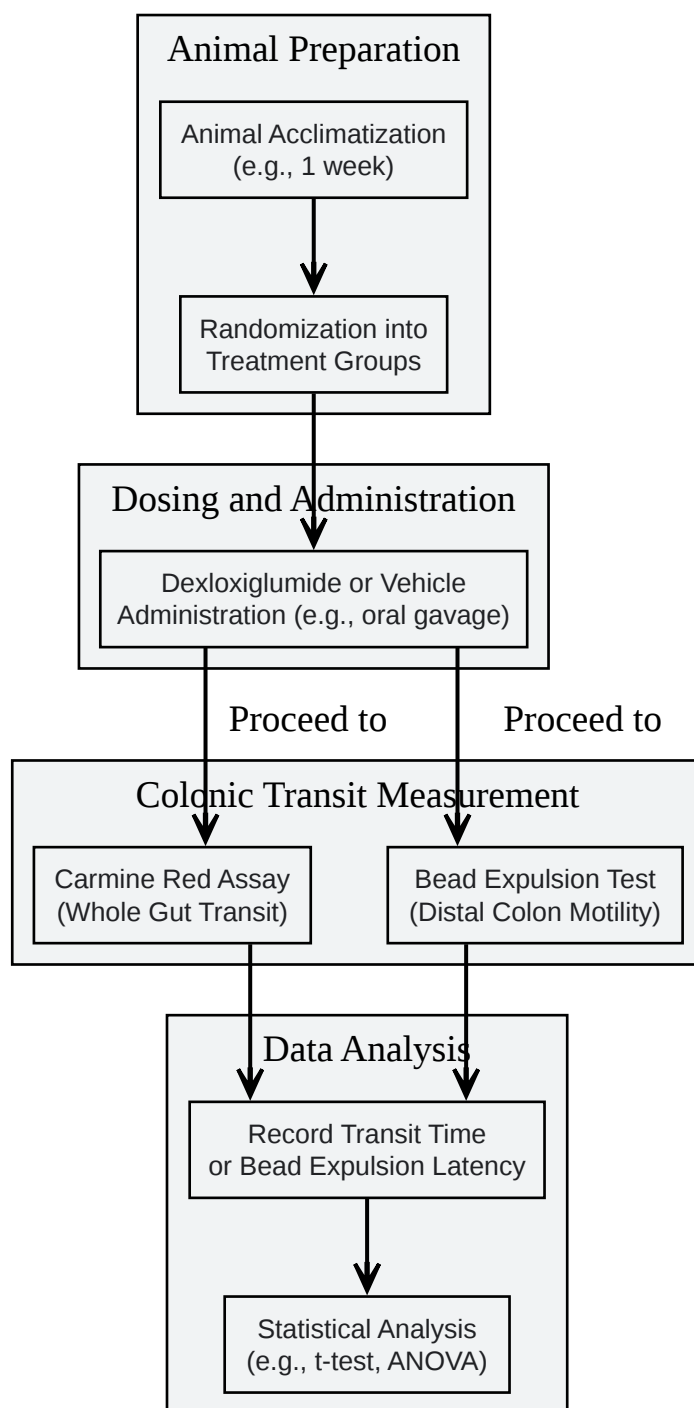 Animal Preparation
Animal Acclimatization
(e.g., 1 week)
Randomization into
Treatment Groups
Dosing and Administration
Dexloxiglumide or Vehicle
Administration (e.g., oral gavage)
Proceed to
Proceed to
Colonic Transit Measurement
Carmine Red Assay
(Whole Gut Transit)
Bead Expulsion Test
(Distal Colon Motility)
Data Analysis
Record Transit Time
or Bead Expulsion Latency
Statistical Analysis
(e.g., t-test, ANOVA)